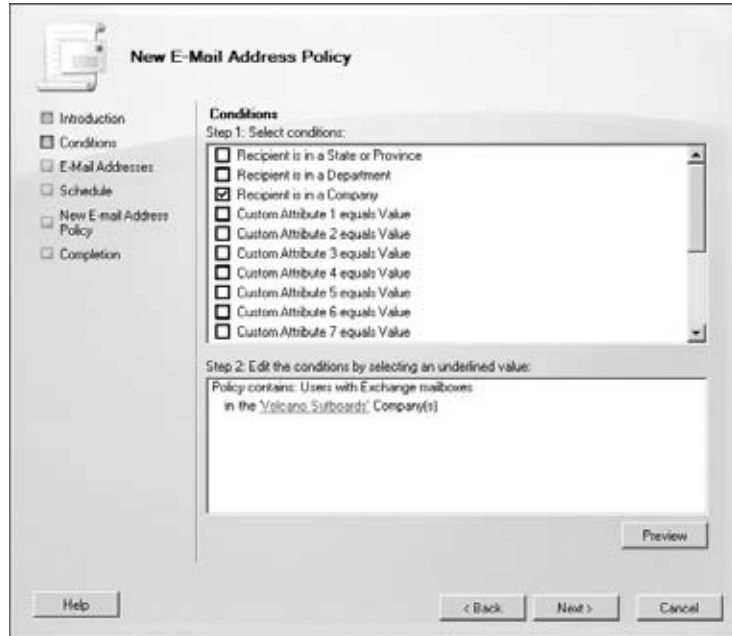 New E-Mail Address Policy
Introduction
Conditions
E-Mail Addresses
Schedule
New E-mail Address
Policy
Completion
Conditions
Step 1: Select conditions:
Recipient is in a State or Province
Recipient is in a Department
Recipient is in a Company
Custom Attribute 1 equals Value
Custom Attribute 2 equals Value
Custom Attribute 3 equals Value
Custom Attribute 4 equals Value
Custom Attribute 5 equals Value
Custom Attribute 6 equals Value
Custom Attribute 7 equals Value
Step 2: Edit the conditions by selecting an underlined value:
Policy contains: Users with Exchange mailboxes
in the 'Volcano Sufboards' Company(s)
Preview
Help
< Back
Next >
Cancel